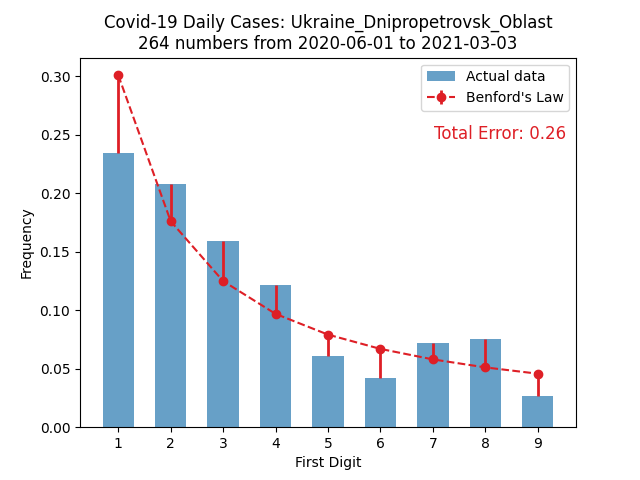 Covid-19 Daily Cases: Ukraine_Dnipropetrovsk_Oblast
264 numbers from 2020-06-01 to 2021-03-03
Actual data
Benford's Law
Total Error: 0.26
Frequency
0.30
0.25
0.20
0.15
0.10
0.05
0.00
1 2 3 4 5 6 7 8 9
First Digit